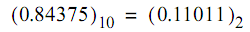 (0.84375)₁₀ = (0.11011)₂